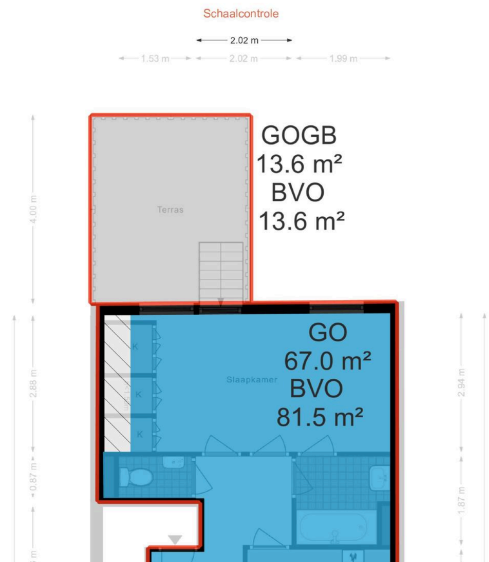 Schaalcontrole
2.02 m
1.53 m
2.02 m
1.99 m
GOGB
13.6 m²
BVO
13.6 m²
4.00 m
Terras
GO
67.0 m²
BVO
81.5 m²
K
Slaapkamer
K
K
2.88 m
2.94 m
0.87 m
1.87 m
m